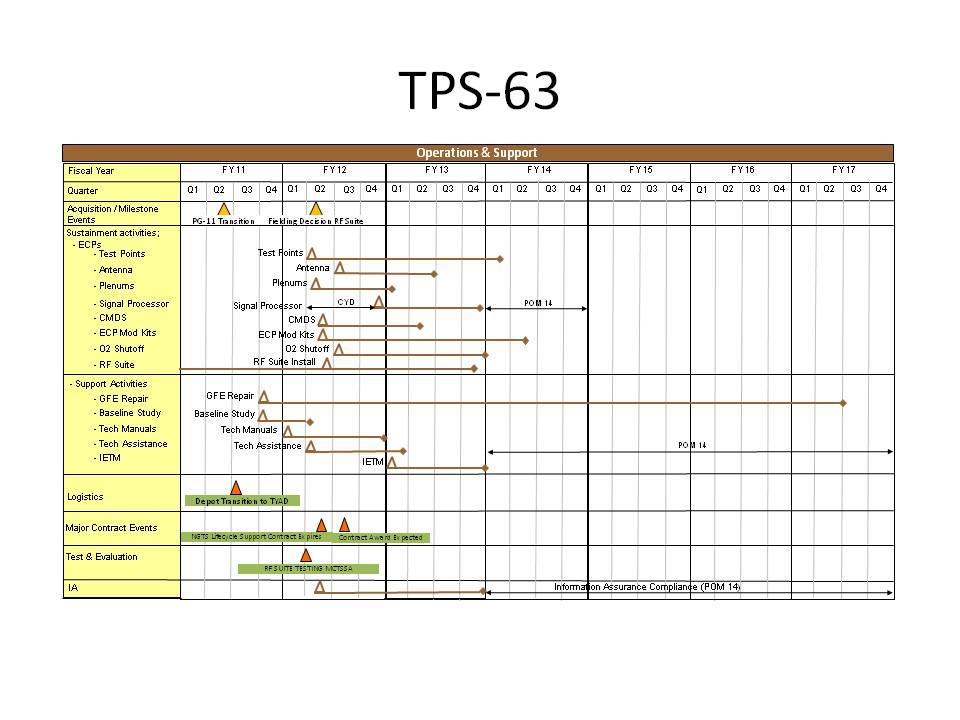 TPS-63
Operations & Support
Fiscal Year FY11 FY12 FY13 FY14 FY15 FY16 FY17
Quarter Q1 Q2 Q3 Q4 Q1 Q2 Q3 Q4 Q1 Q2 Q3 Q4 Q1 Q2 Q3 Q4 Q1 Q2 Q3 Q4 Q1 Q2 Q3 Q4 Q1 Q2 Q3 Q4
Acquisition / Milestone
Events
PG-11 Transition Fielding Decision RF Suite
Sustainment activities;
- ECPs
- Test Points Test Points
- Antenna Antenna
- Plenums Plenums
- Signal Processor Signal Processor CYD POM 14
- CMDS CMDS
- ECP Mod Kits ECP Mod Kits
- O2 Shutoff O2 Shutoff
- RF Suite RF Suite Install
- Support Activities
- GFE Repair GFE Repair
- Baseline Study Baseline Study
- Tech Manuals Tech Manuals
- Tech Assistance Tech Assistance POM 14
- IETM IETM
Logistics Depot Transition to TYAD
Major Contract Events
NGTS Lifecycle Support Contract Expires Contract Award Expected
Test & Evaluation
RF SUITE TESTING MCTSSA
IA Information Assurance Compliance (POM 14)